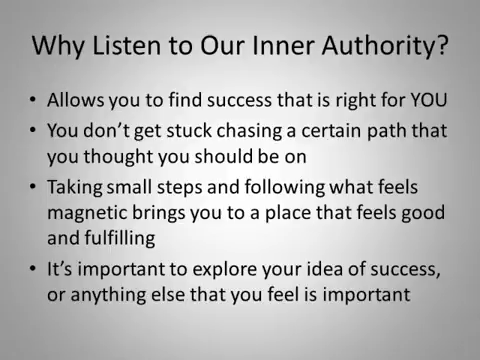 Why Listen to Our Inner Authority?
• Allows you to find success that is right for YOU
• You don’t get stuck chasing a certain path that
you thought you should be on
• Taking small steps and following what feels
magnetic brings you to a place that feels good
and fulfilling
• It’s important to explore your idea of success,
or anything else that you feel is important